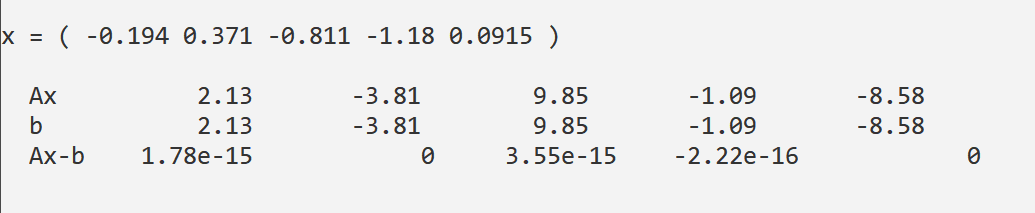 x = ( -0.194 0.371 -0.811 -1.18 0.0915 )
Ax 2.13 -3.81 9.85 -1.09 -8.58
b 2.13 -3.81 9.85 -1.09 -8.58
Ax-b 1.78e-15 0 3.55e-15 -2.22e-16 0